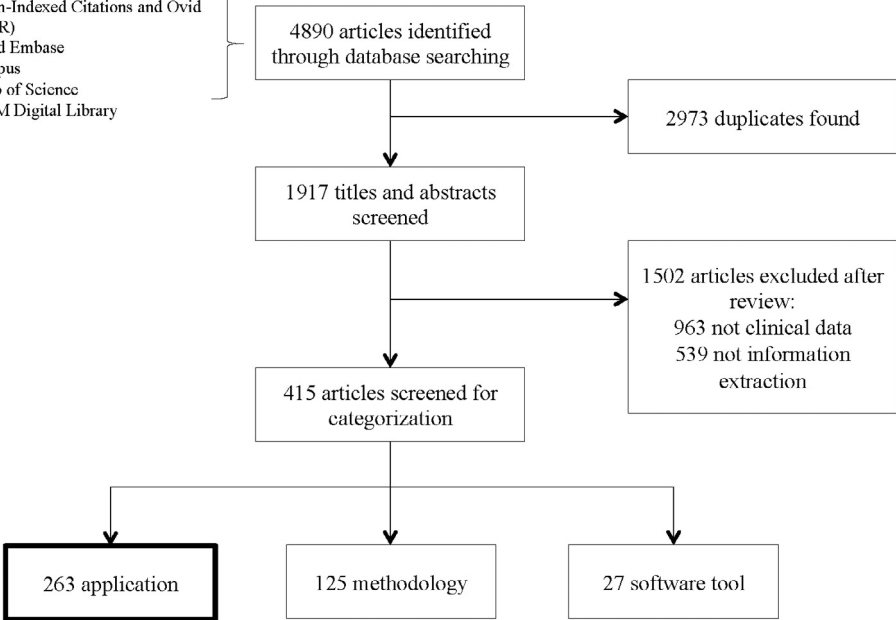 Citations and Ovid
Embase
of Science
Digital Library
4890 articles identified
through database searching
2973 duplicates found
1917 titles and abstracts
screened
1502 articles excluded after
review:
963 not clinical data
539 not information
extraction
415 articles screened for
categorization
263 application
125 methodology
27 software tool